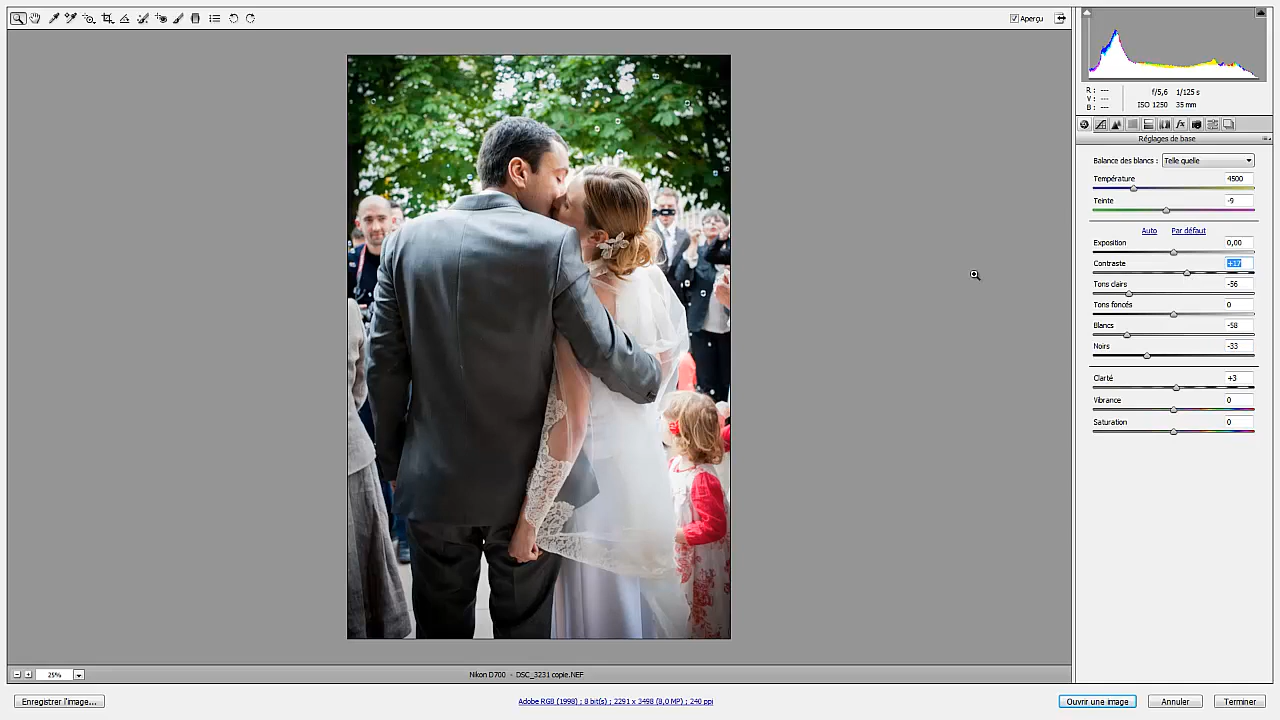 Aperçu
R : ---
V : ---
B : ---
f/5,6 1/125 s
ISO 1250 35 mm
Réglages de base
Balance des blancs : Telle quelle
Température 4500
Teinte -9
Auto Par défaut
Exposition 0,00
Contraste +17
Tons clairs -56
Tons foncés 0
Blancs -58
Noirs -33
Clarté +3
Vibrance 0
Saturation 0
25%
Nikon D700 - DSC_3231 copie.NEF
Enregistrer l'image...
Adobe RGB (1998) ; 8 bit(s) ; 2291 x 3498 (8,0 MP) ; 240 ppi
Ouvrir une image
Annuler
Terminer